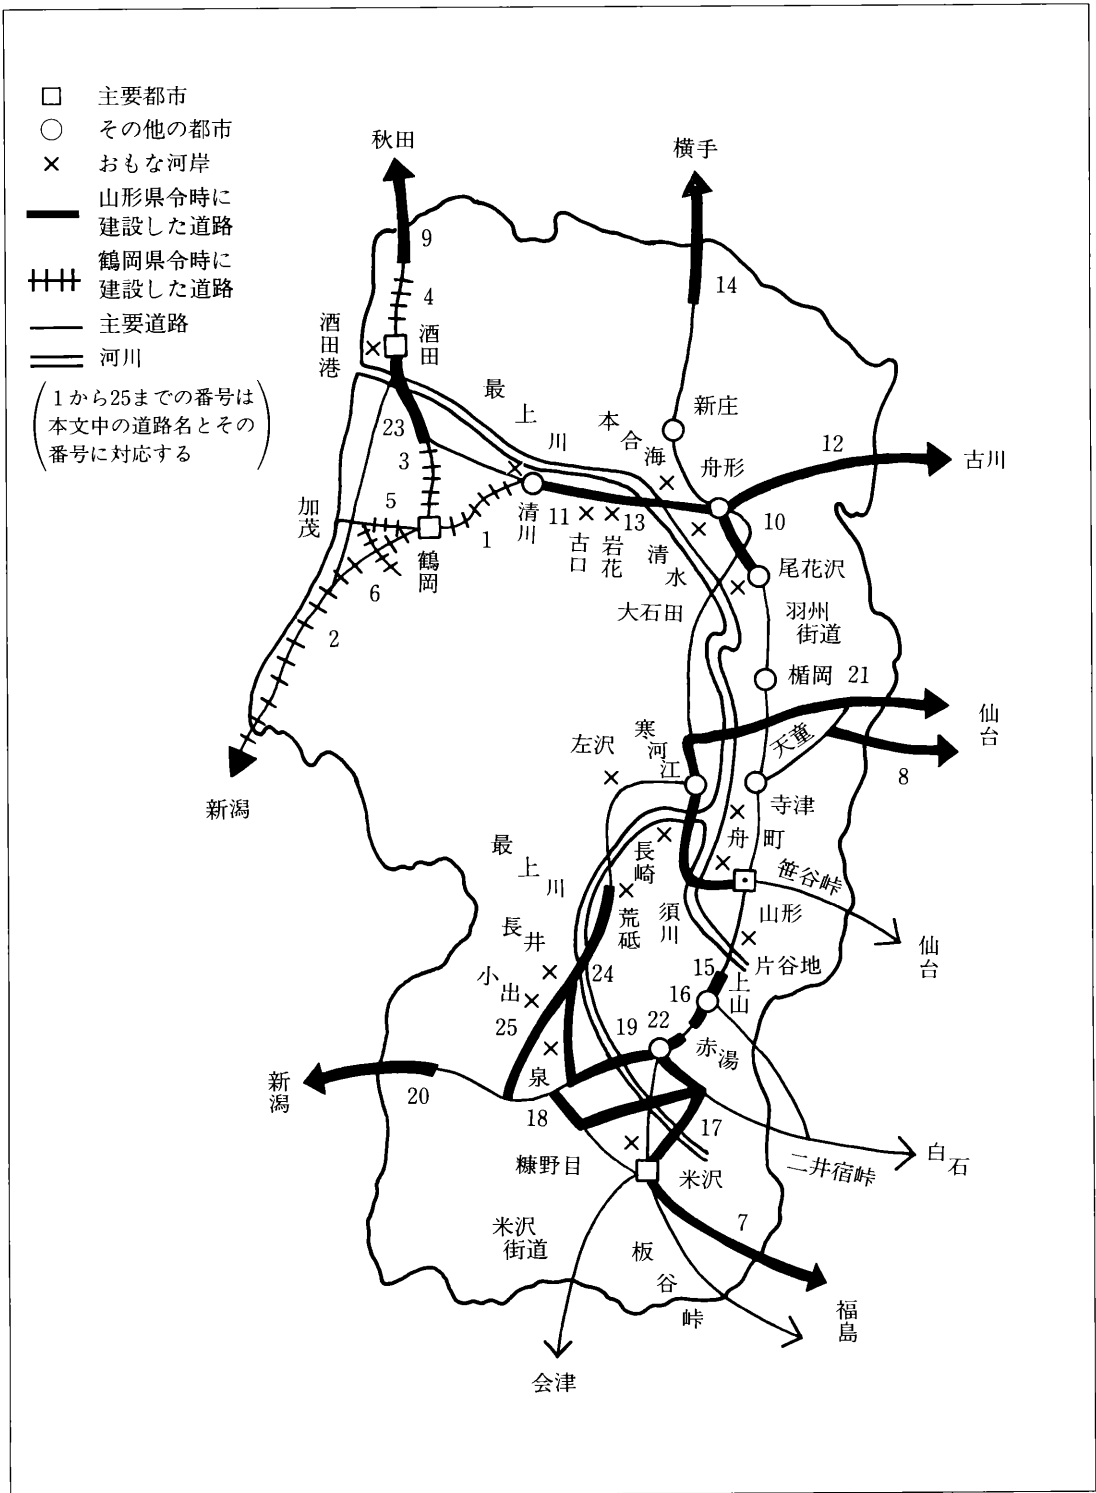 主要都市
その他の都市
おもな河岸
山形県令時に
建設した道路
鶴岡県令時に
建設した道路
主要道路
河川
1から25までの番号は
本文中の道路名とその
番号に対応する
秋田
横手
9
4
14
酒田港
酒田
最上川
本合海
新庄
23
3
舟形
12
古川
加茂
5
清川
11
古口
岩花
13
10
1
鶴岡
清水
尾花沢
6
大石田
羽州
街道
2
楯岡
21
仙台
左沢
寒河江
天童
8
新潟
寺津
最上川
長崎
舟町
笹谷峠
荒砥
須川
山形
長井
仙台
片谷地
小出
24
15
上山
16
25
19
22
赤湯
新潟
泉
20
18
17
白石
糠野目
米沢
二井宿峠
米沢
街道
7
板谷峠
福島
会津